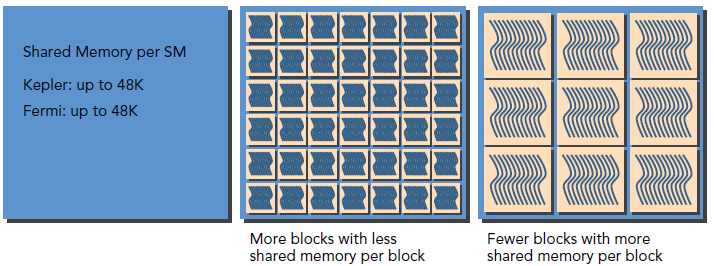 Shared Memory per SM
Kepler: up to 48K
Fermi: up to 48K
More blocks with less
shared memory per block
Fewer blocks with more
shared memory per block